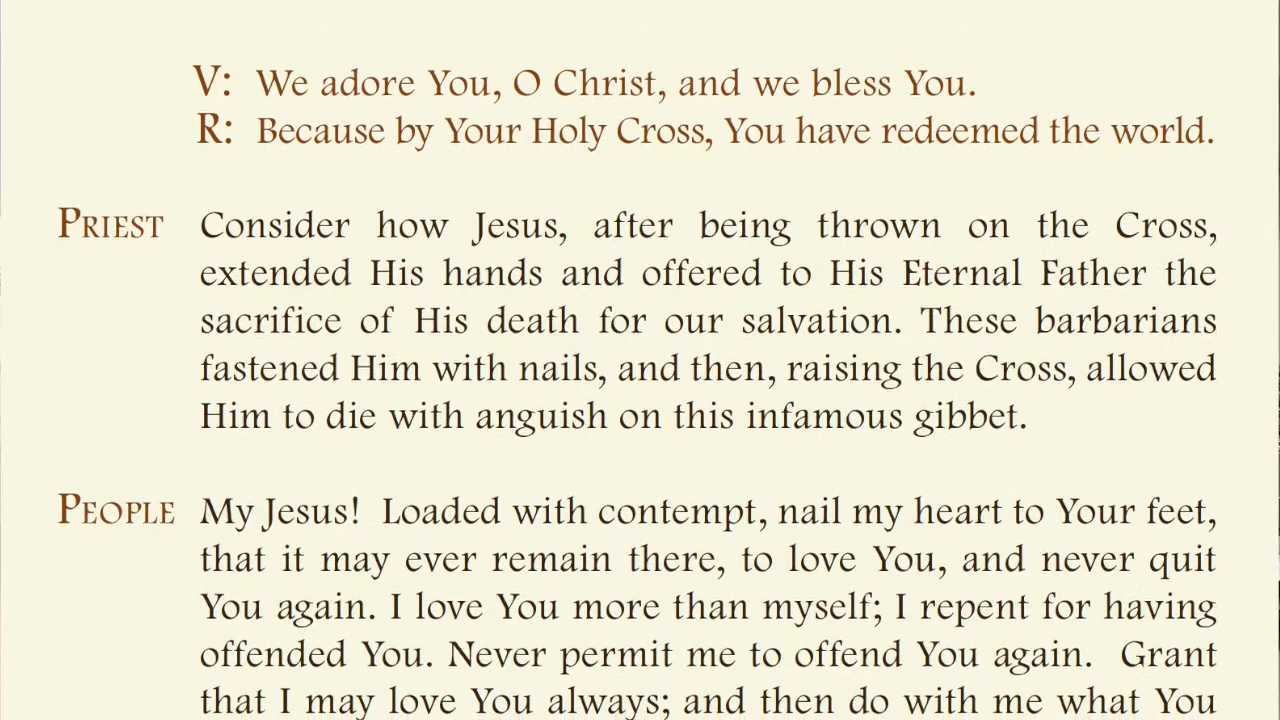 V: We adore You, O Christ, and we bless You.
R: Because by Your Holy Cross, You have redeemed the world.
PRIEST Consider how Jesus, after being thrown on the Cross,
extended His hands and offered to His Eternal Father the
sacrifice of His death for our salvation. These barbarians
fastened Him with nails, and then, raising the Cross, allowed
Him to die with anguish on this infamous gibbet.
PEOPLE My Jesus! Loaded with contempt, nail my heart to Your feet,
that it may ever remain there, to love You, and never quit
You again. I love You more than myself; I repent for having
offended You. Never permit me to offend You again. Grant
that I may love You always; and then do with me what You